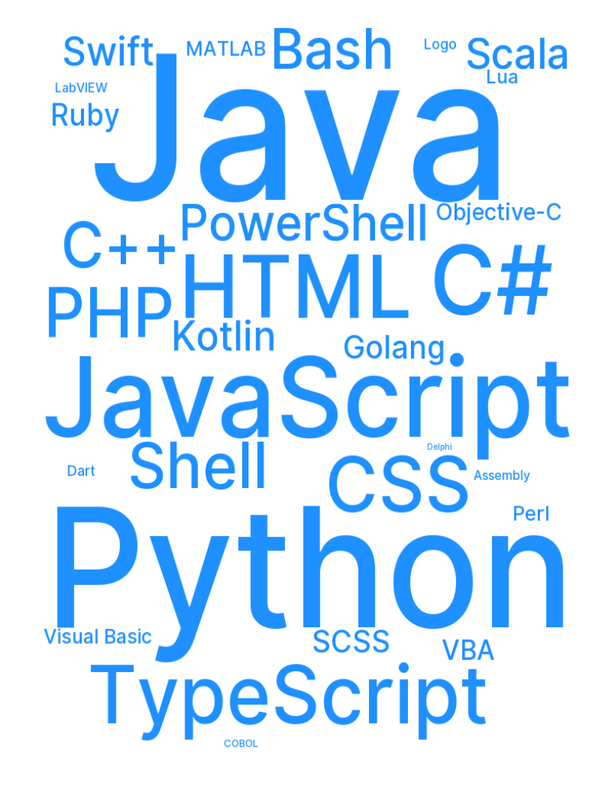 Swift
MATLAB
Bash
Logo
Scala
Lua
LabVIEW
Java
Ruby
PowerShell
Objective-C
C++
HTML
C#
PHP
Kotlin
Golang
JavaScript
Delphi
Shell
Dart
CSS
Assembly
Perl
Python
Visual Basic
SCSS
VBA
TypeScript
COBOL